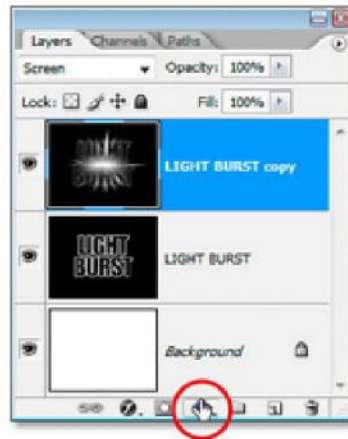 Layers Channels Paths
Screen Opacity: 100%
Lock: Fill: 100%
LIGHT BURST copy
LIGHT
BURST
LIGHT BURST
Background